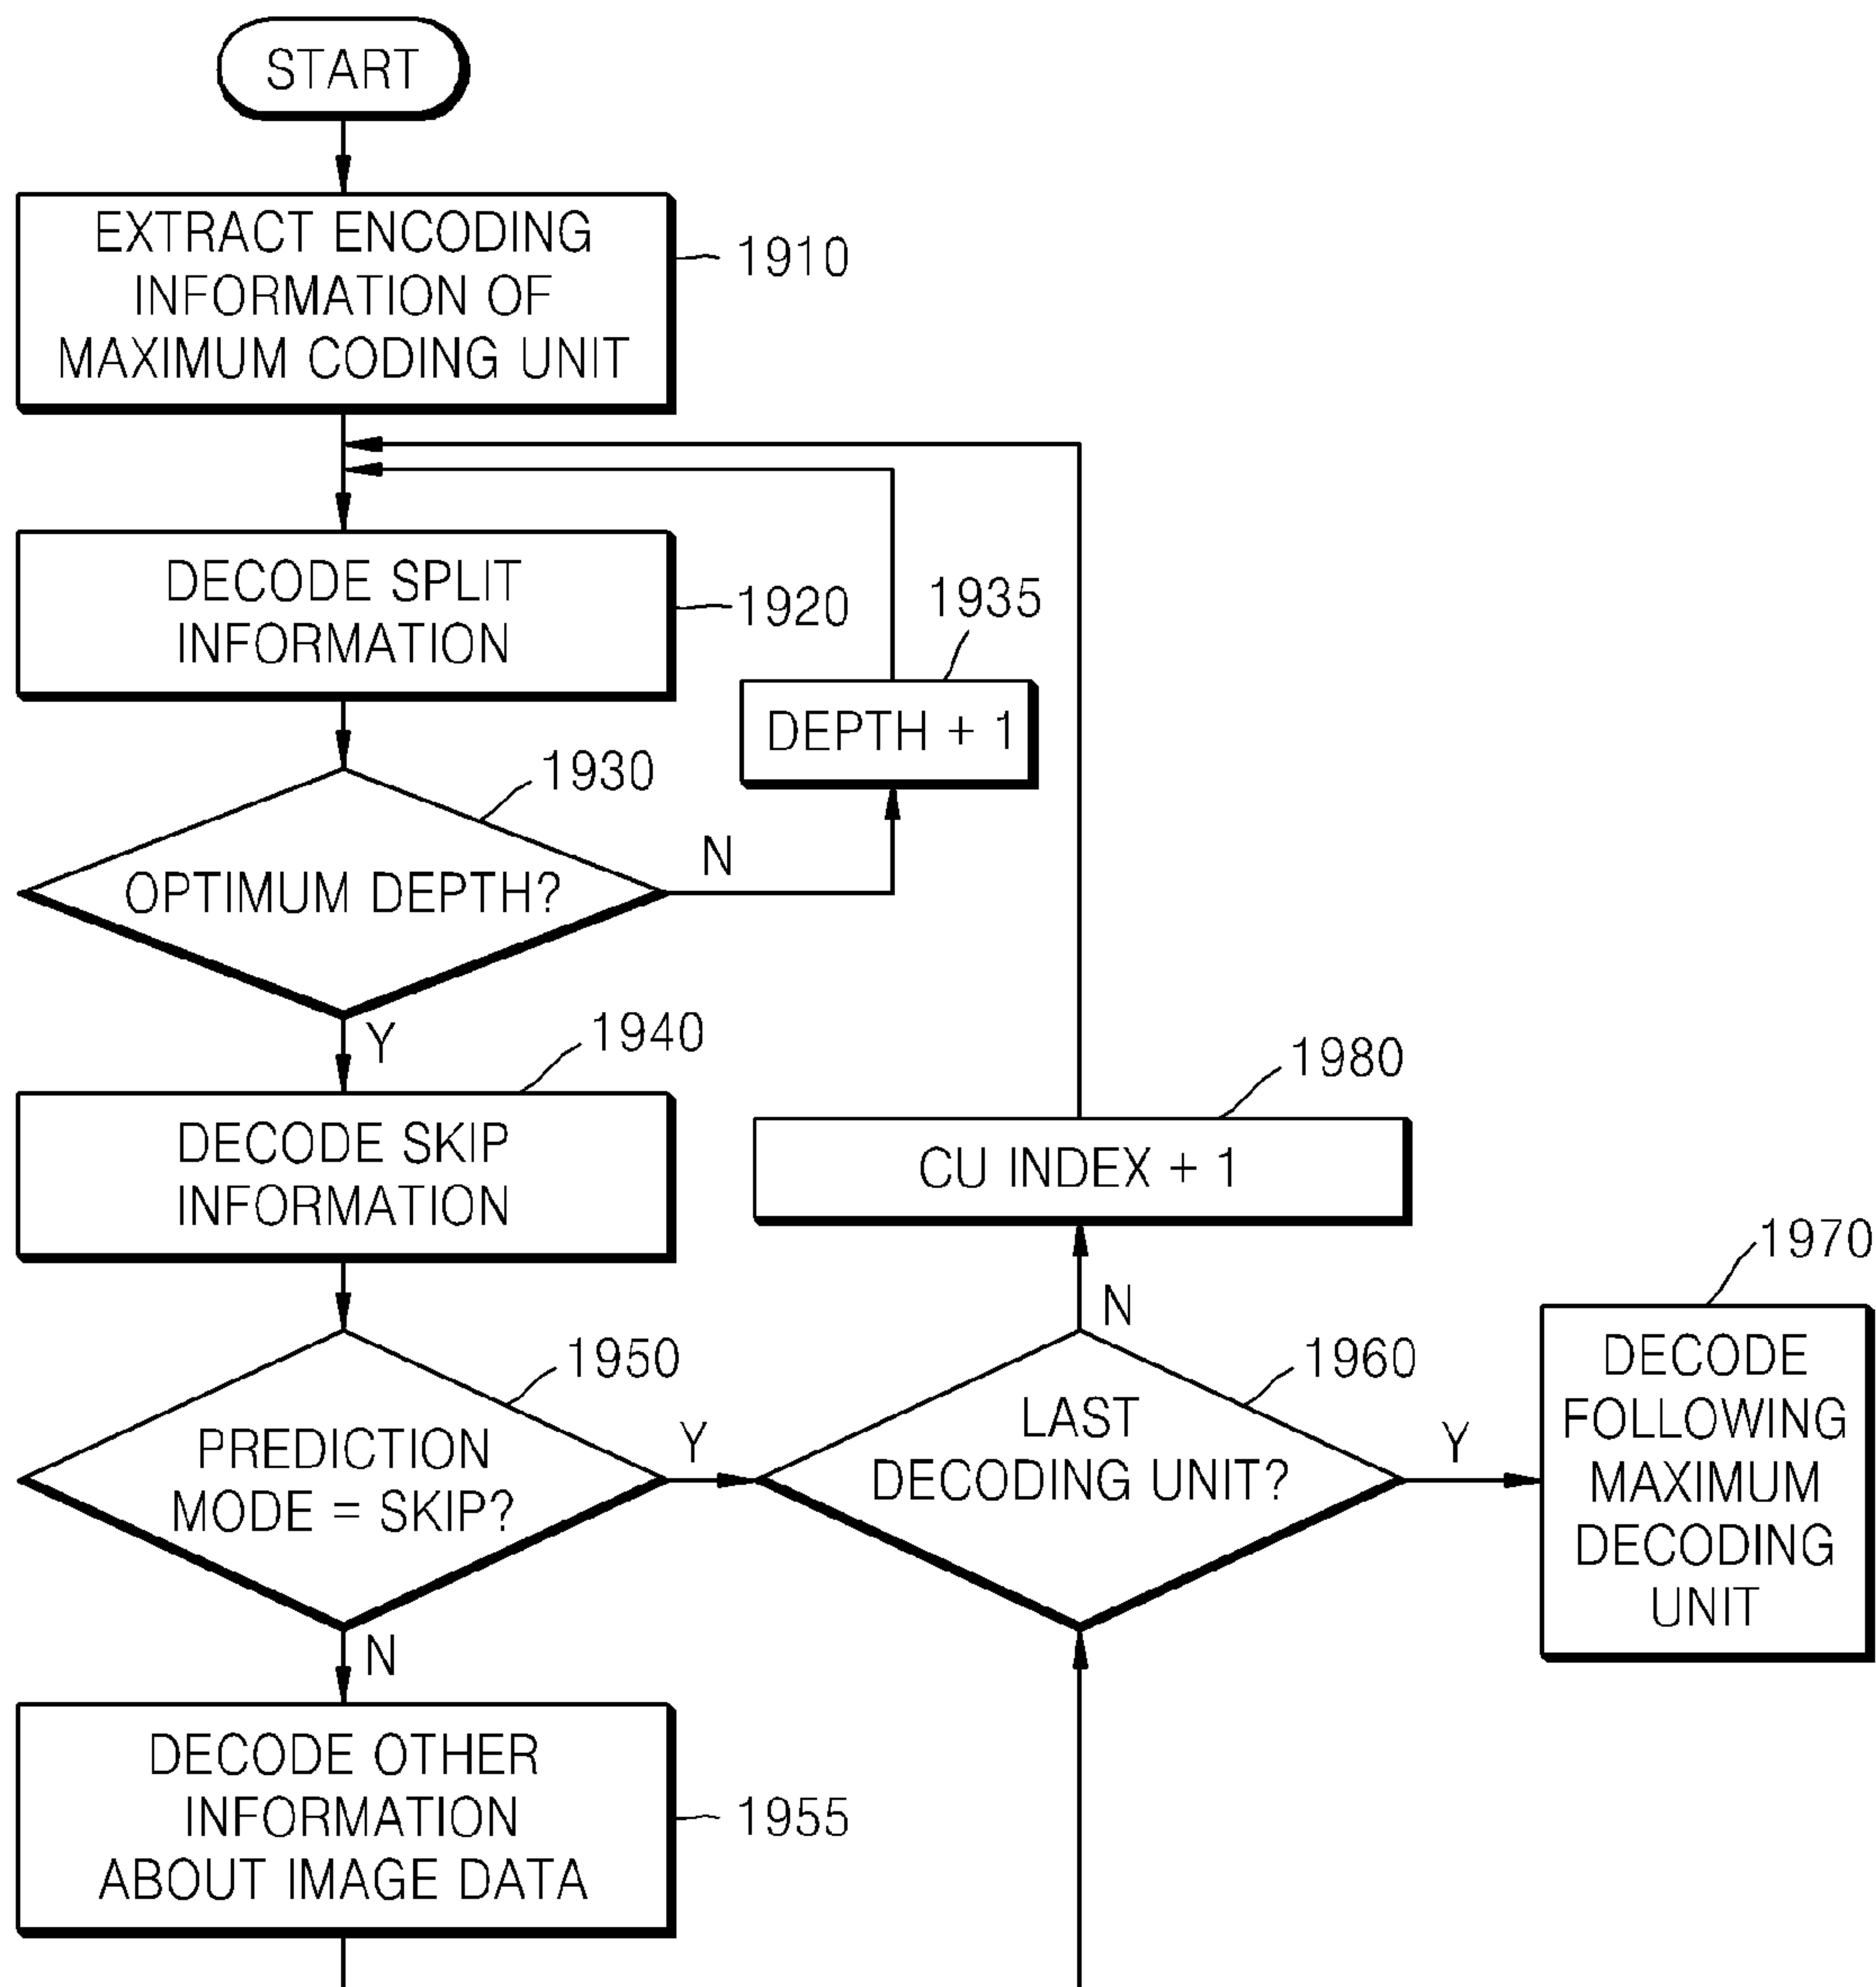 START
EXTRACT ENCODING
INFORMATION OF
MAXIMUM CODING UNIT
1910
DECODE SPLIT
INFORMATION
1920
1935
DEPTH + 1
1930
OPTIMUM DEPTH?
N
Y
1940
DECODE SKIP
INFORMATION
1980
CU INDEX + 1
1950
PREDICTION
MODE = SKIP?
Y
N
N
1960
LAST
DECODING UNIT?
Y
1970
DECODE
FOLLOWING
MAXIMUM
DECODING
UNIT
DECODE OTHER
INFORMATION
ABOUT IMAGE DATA
1955